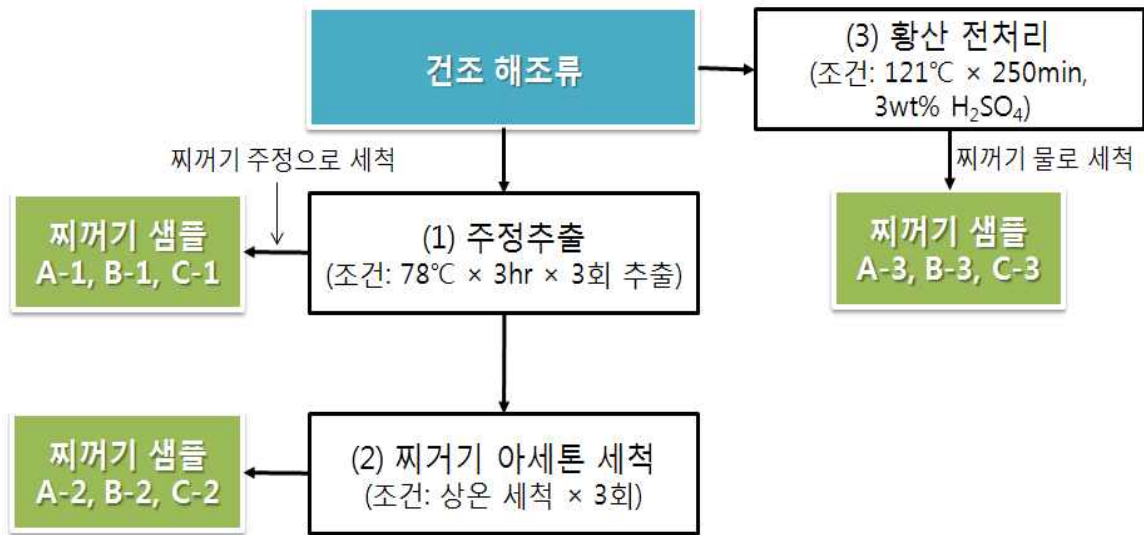 건조 해조류
(3) 황산 전처리
(조건: 121℃ × 250min,
3wt% H₂SO₄)
찌꺼기 주정으로 세척
찌꺼기 물로 세척
찌꺼기 샘플
A-1, B-1, C-1
(1) 주정추출
(조건: 78℃ × 3hr × 3회 추출)
찌꺼기 샘플
A-3, B-3, C-3
찌꺼기 샘플
A-2, B-2, C-2
(2) 찌거기 아세톤 세척
(조건: 상온 세척 × 3회)